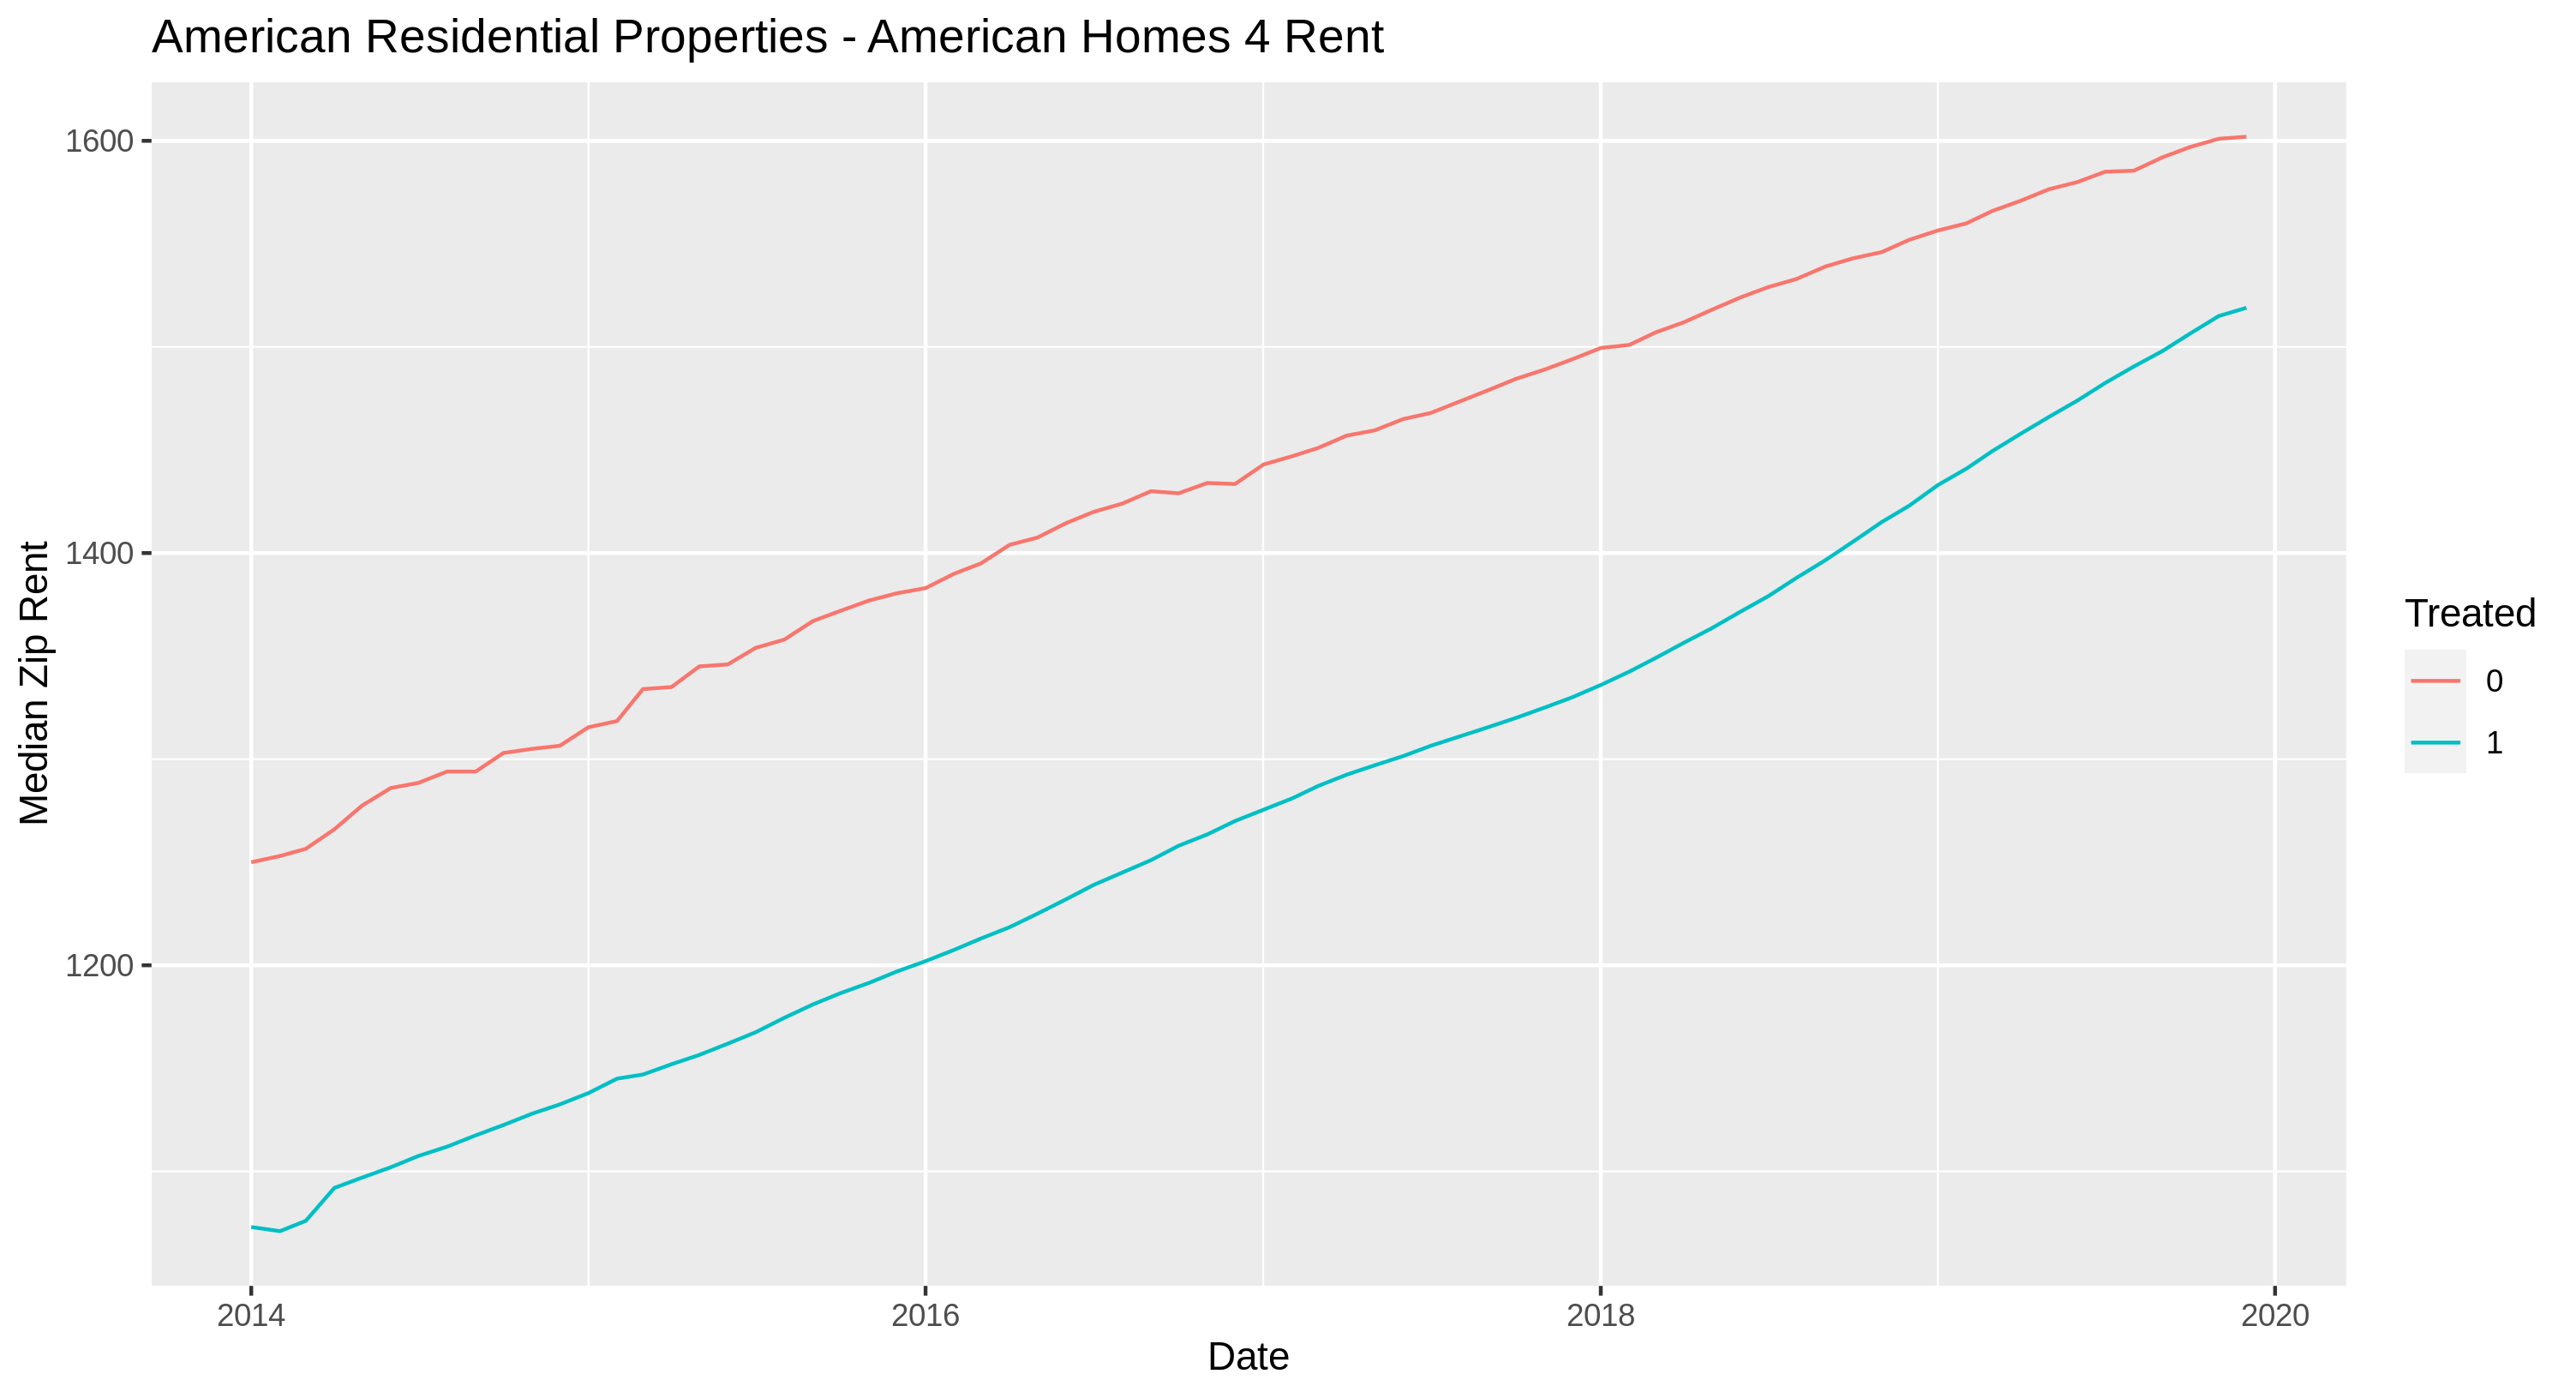 American Residential Properties - American Homes 4 Rent
1600
1400
1200
Median Zip Rent
2014
2016
2018
2020
Date
Treated
0
1